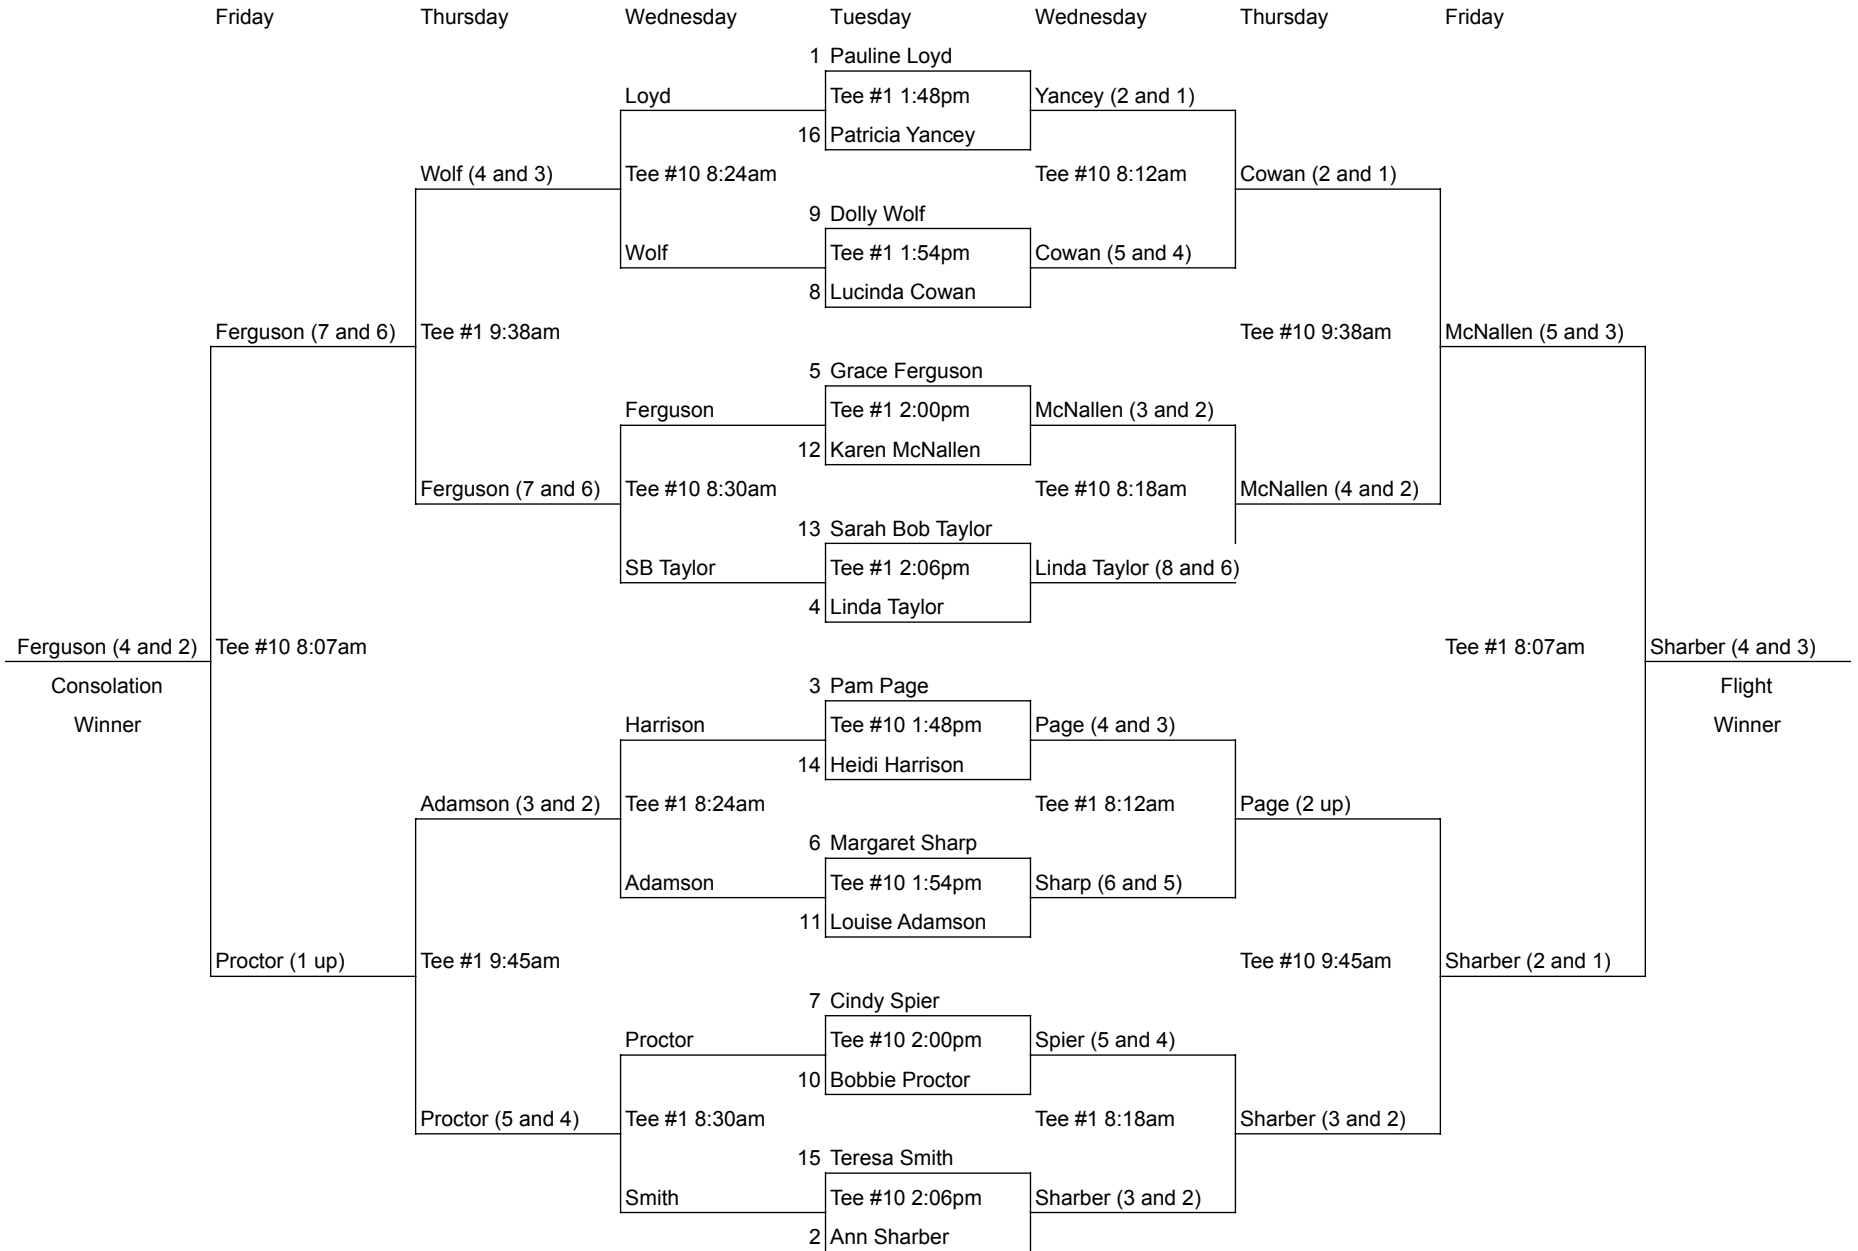 Friday Thursday Wednesday Tuesday Wednesday Thursday Friday
1 Pauline Loyd
Loyd Tee #1 1:48pm Yancey (2 and 1)
16 Patricia Yancey
Wolf (4 and 3) Tee #10 8:24am Tee #10 8:12am Cowan (2 and 1)
9 Dolly Wolf
Wolf Tee #1 1:54pm Cowan (5 and 4)
8 Lucinda Cowan
Ferguson (7 and 6) Tee #1 9:38am Tee #10 9:38am McNallen (5 and 3)
5 Grace Ferguson
Ferguson Tee #1 2:00pm McNallen (3 and 2)
12 Karen McNallen
Ferguson (7 and 6) Tee #10 8:30am Tee #10 8:18am McNallen (4 and 2)
13 Sarah Bob Taylor
SB Taylor Tee #1 2:06pm Linda Taylor (8 and 6)
4 Linda Taylor
Ferguson (4 and 2) Tee #10 8:07am Tee #1 8:07am Sharber (4 and 3)
Consolation 3 Pam Page Flight
Winner Harrison Tee #10 1:48pm Page (4 and 3) Winner
14 Heidi Harrison
Adamson (3 and 2) Tee #1 8:24am Tee #1 8:12am Page (2 up)
6 Margaret Sharp
Adamson Tee #10 1:54pm Sharp (6 and 5)
11 Louise Adamson
Proctor (1 up) Tee #1 9:45am Tee #10 9:45am Sharber (2 and 1)
7 Cindy Spier
Proctor Tee #10 2:00pm Spier (5 and 4)
10 Bobbie Proctor
Proctor (5 and 4) Tee #1 8:30am Tee #1 8:18am Sharber (3 and 2)
15 Teresa Smith
Smith Tee #10 2:06pm Sharber (3 and 2)
2 Ann Sharber